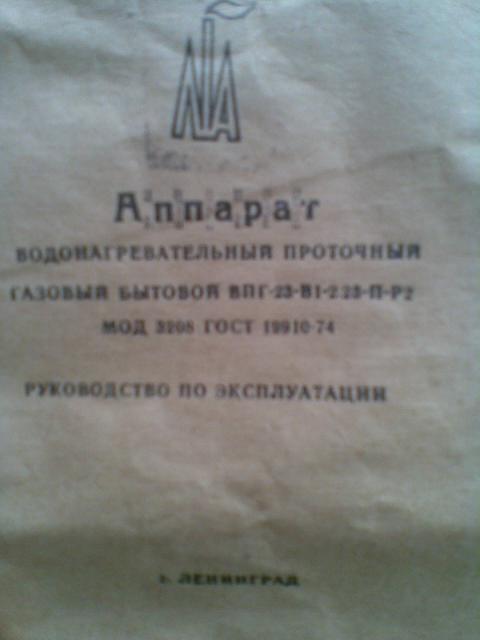 Аппарат
ВОДОНАГРЕВАТЕЛЬНЫЙ ПРОТОЧНЫЙ
ГАЗОВЫЙ БЫТОВОЙ ВПГ-23-В1-2.23-П-Р2
МОД 3208 ГОСТ 19910-74
РУКОВОДСТВО ПО ЭКСПЛУАТАЦИИ
г. ЛЕНИНГРАД